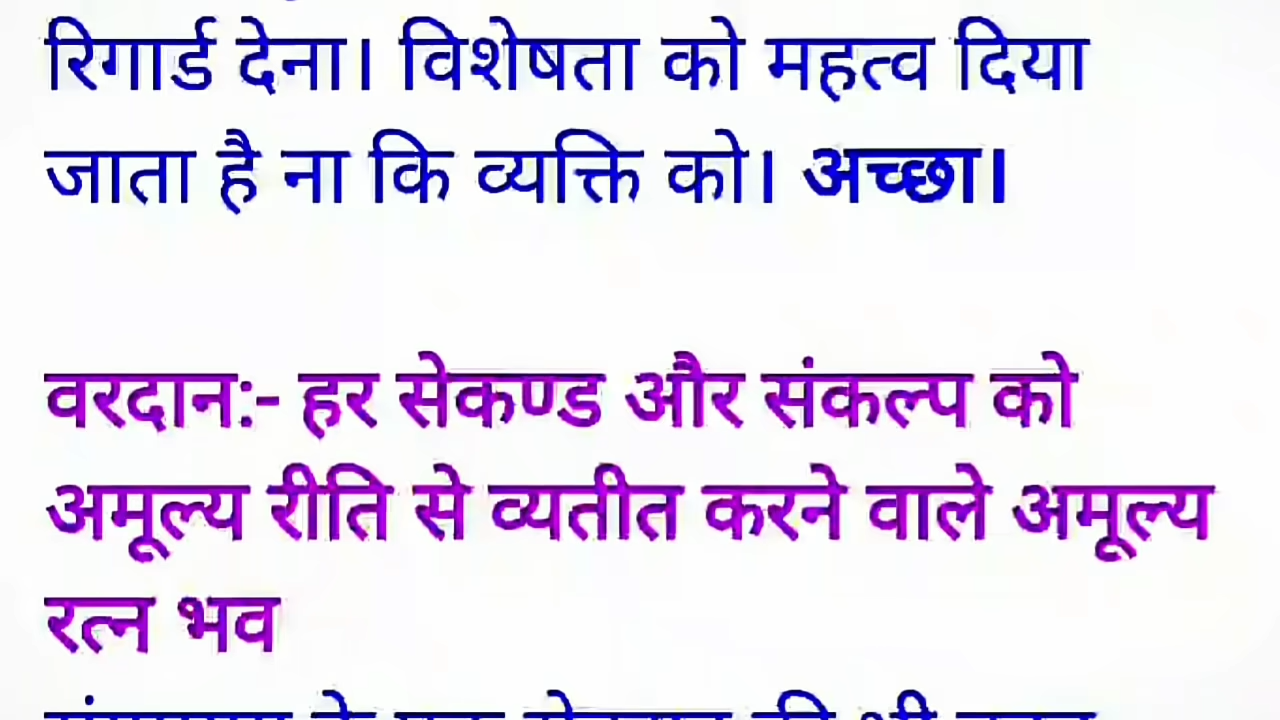 रिगार्ड देना। विशेषता को महत्व दिया
जाता है ना कि व्यक्ति को। अच्छा।
वरदान:- हर सेकण्ड और संकल्प को
अमूल्य रीति से व्यतीत करने वाले अमूल्य
रत्न भव